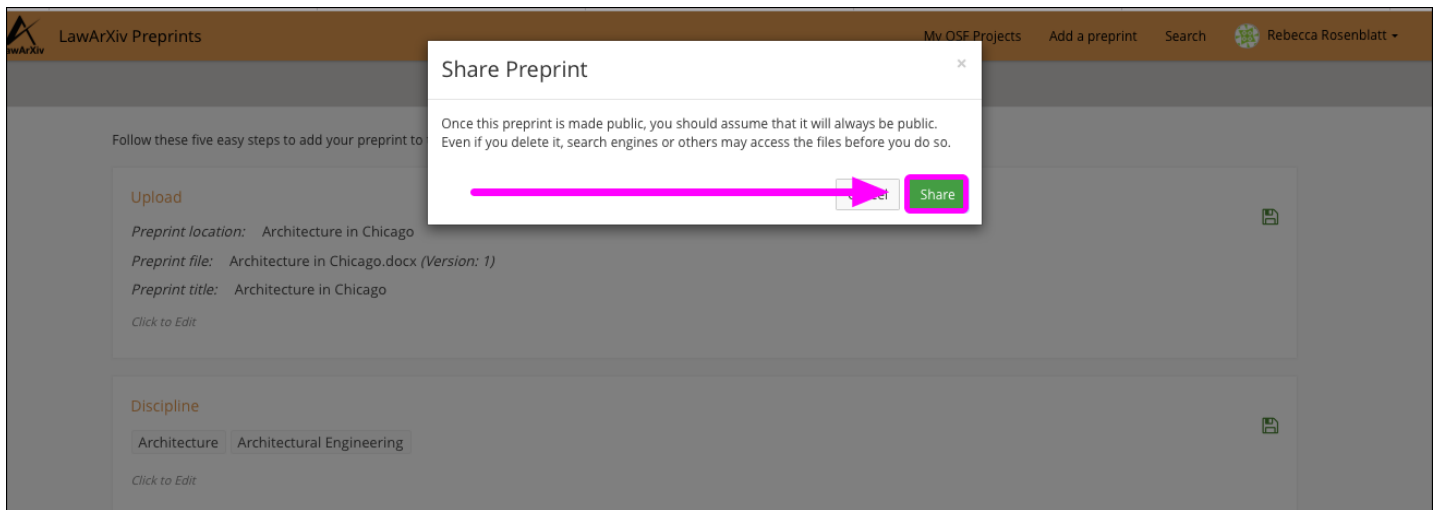 LawArXiv Preprints
My OSF Projects Add a preprint Search Rebecca Rosenblatt
Share Preprint ×
Once this preprint is made public, you should assume that it will always be public.
Even if you delete it, search engines or others may access the files before you do so.
Share
Follow these five easy steps to add your preprint to
Upload
Preprint location: Architecture in Chicago
Preprint file: Architecture in Chicago.docx (Version: 1)
Preprint title: Architecture in Chicago
Click to Edit
Discipline
Architecture Architectural Engineering
Click to Edit